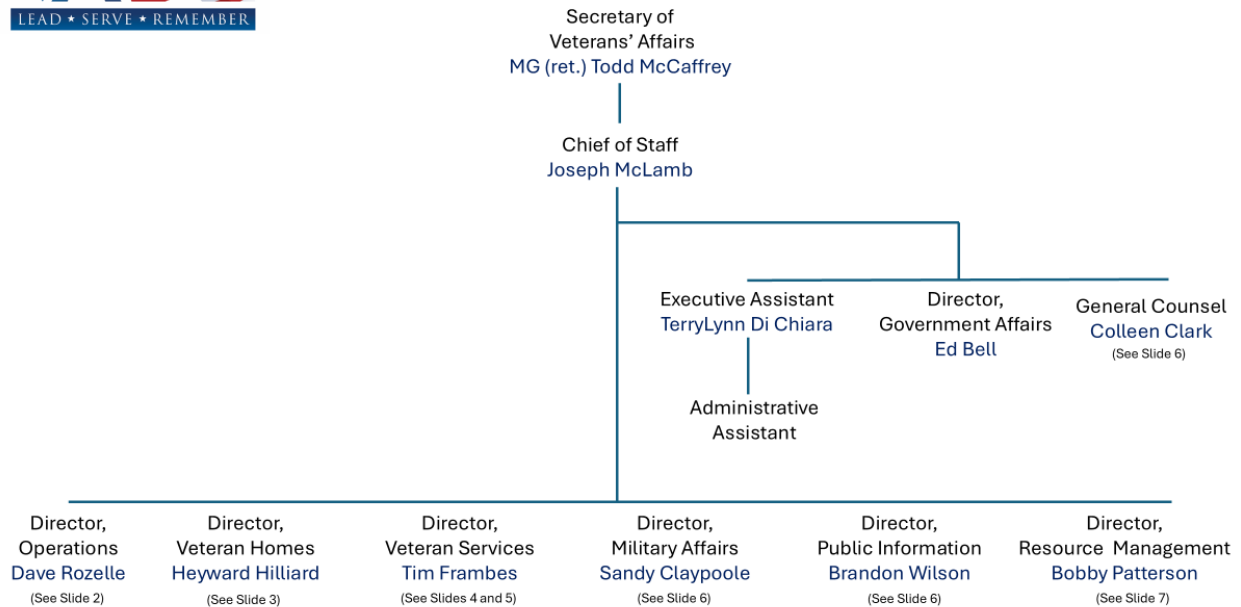 LEAD ★ SERVE ★ REMEMBER
Secretary of
Veterans’ Affairs
MG (ret.) Todd McCaffrey
Chief of Staff
Joseph McLamb
Executive Assistant
TerryLynn Di Chiara
Director,
Government Affairs
Ed Bell
General Counsel
Colleen Clark
(See Slide 6)
Administrative
Assistant
Director,
Operations
Dave Rozelle
(See Slide 2)
Director,
Veteran Homes
Heyward Hilliard
(See Slide 3)
Director,
Veteran Services
Tim Frambes
(See Slides 4 and 5)
Director,
Military Affairs
Sandy Claypoole
(See Slide 6)
Director,
Public Information
Brandon Wilson
(See Slide 6)
Director,
Resource Management
Bobby Patterson
(See Slide 7)